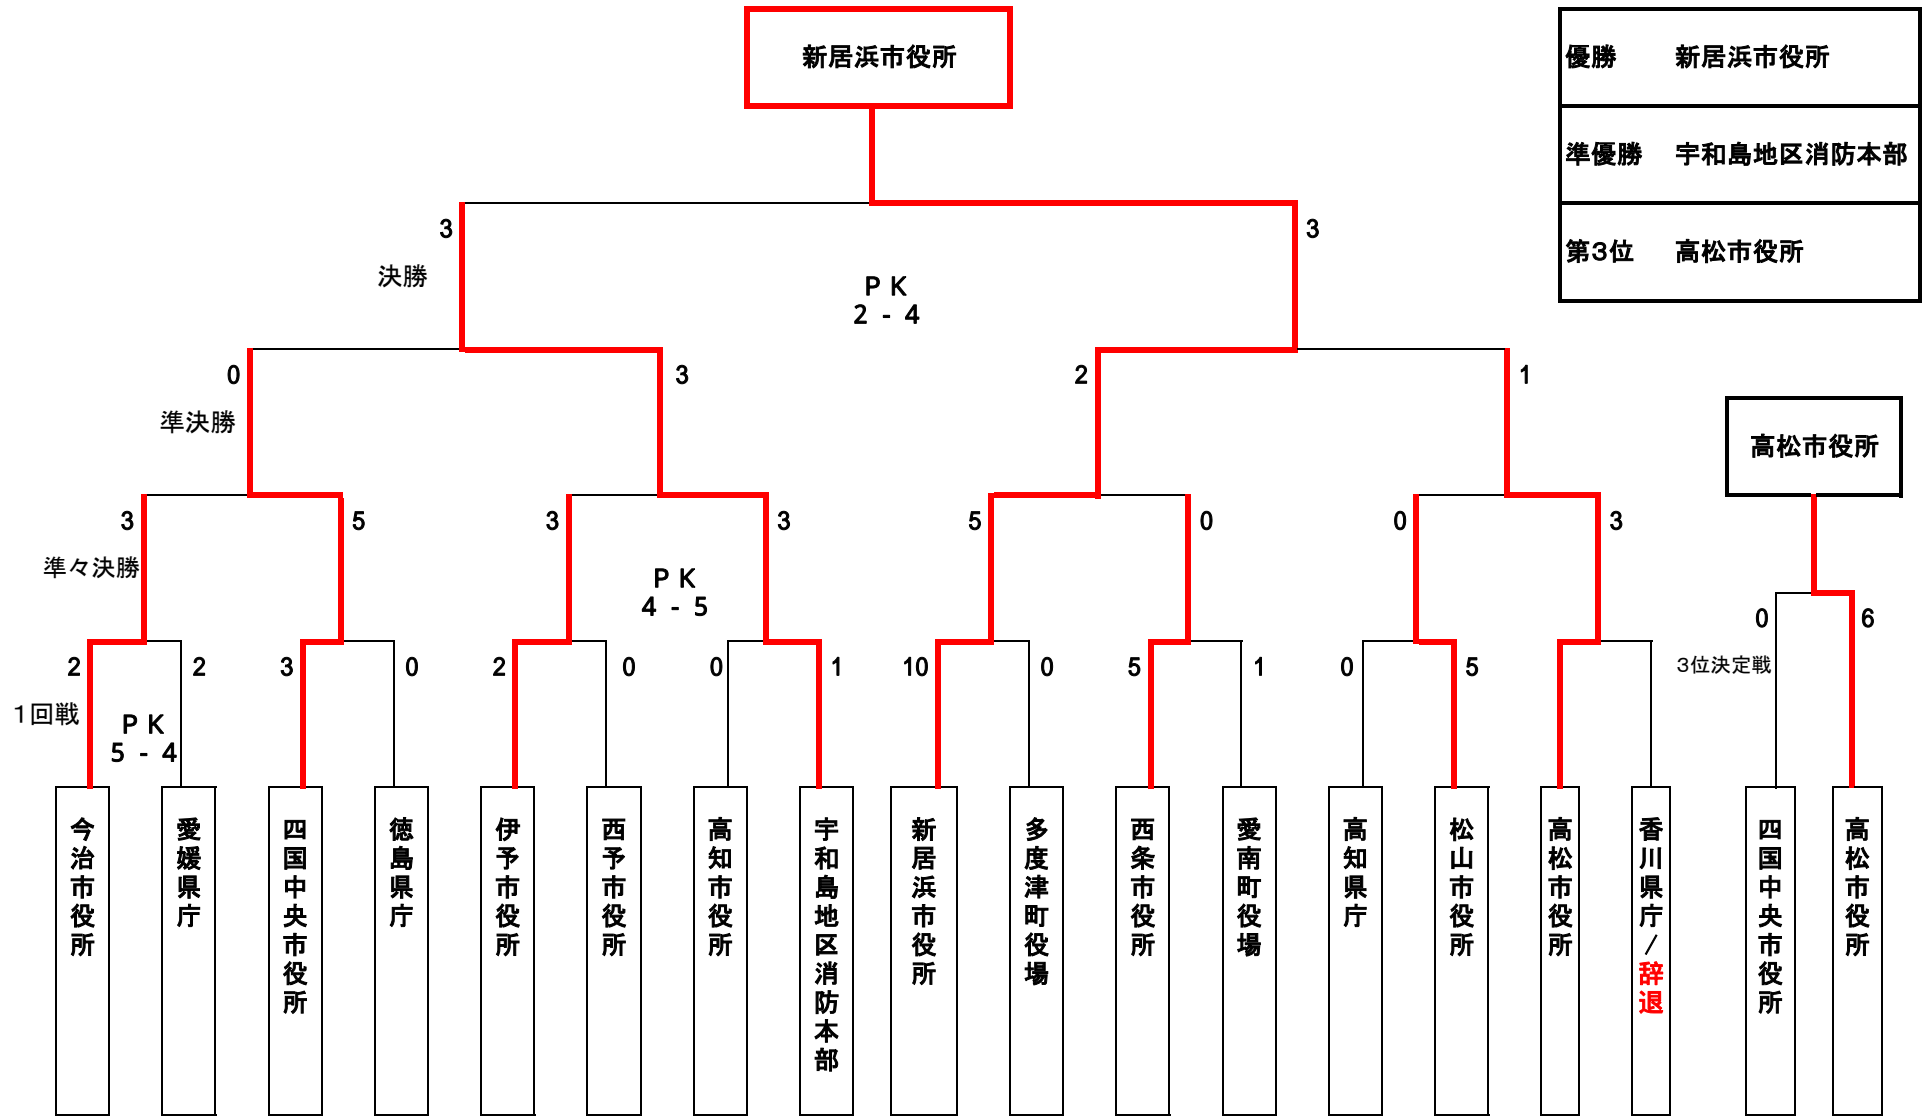 新居浜市役所
優勝 新居浜市役所
準優勝 宇和島地区消防本部
第3位 高松市役所
3 3
決勝
PK
2 - 4
0 3 2 1
準決勝
高松市役所
3 5 3 3 5 0 0 3
準々決勝
PK
4 - 5
0 6
3位決定戦
2 2 3 0 2 0 0 1 10 0 5 1 0 5
1回戦
PK
5 - 4
今治市役所
愛媛県庁
四国中央市役所
徳島県庁
伊予市役所
西予市役所
高知市役所
宇和島地区消防本部
新居浜市役所
多度津町役場
西条市役所
愛南町役場
高知県庁
松山市役所
高松市役所
香川県庁/辞退
四国中央市役所
高松市役所